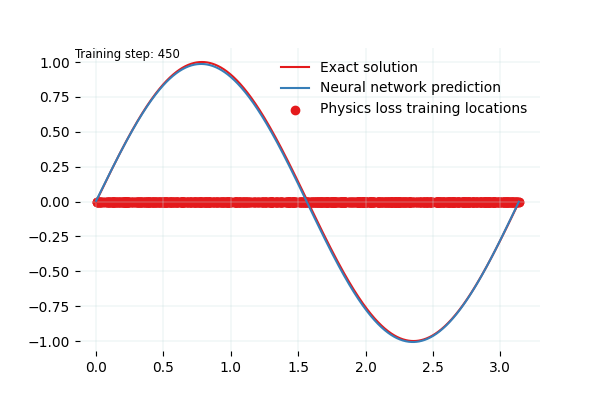 Training step: 450
Exact solution
Neural network prediction
Physics loss training locations
1.00
0.75
0.50
0.25
0.00
−0.25
−0.50
−0.75
−1.00
0.0 0.5 1.0 1.5 2.0 2.5 3.0